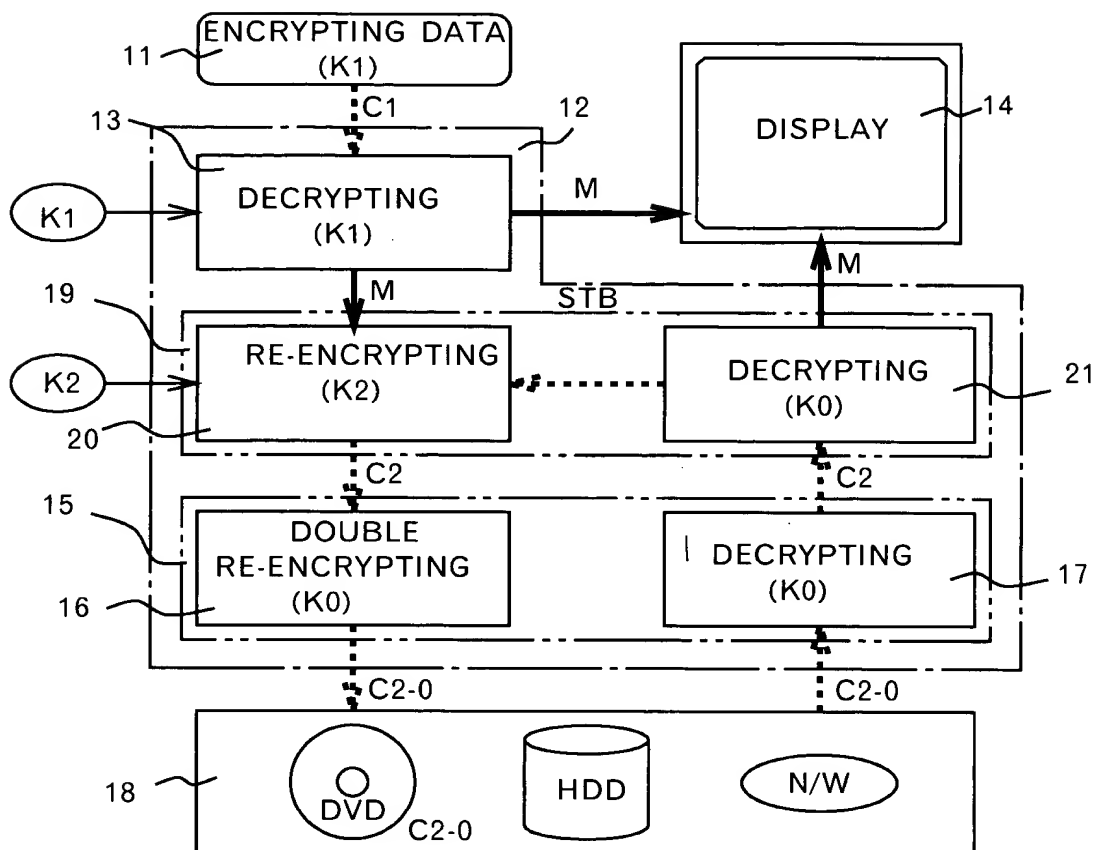 ENCRYPTING DATA
(K1)
11
C1
13
12
14
DISPLAY
K1
DECRYPTING
(K1)
M
M
M
STB
19
K2
RE-ENCRYPTING
(K2)
20
DECRYPTING
(K0)
21
C2
C2
15
DOUBLE
RE-ENCRYPTING
(K0)
16
DECRYPTING
(K0)
17
C2-0
C2-0
18
DVD
C2-0
HDD
N/W